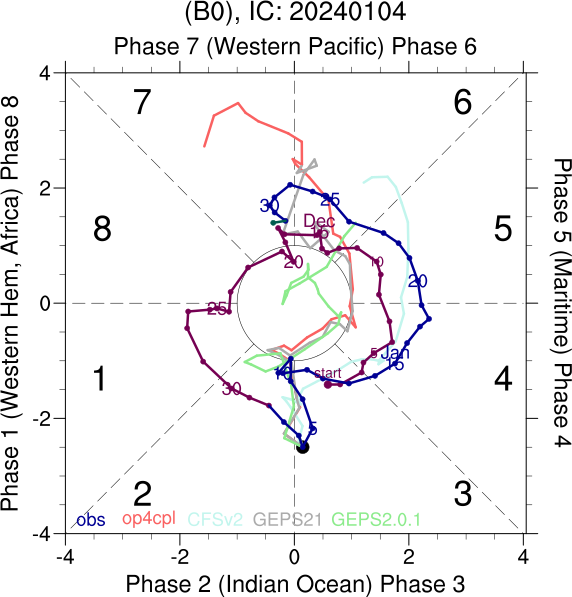 (B0), IC: 20240104
Phase 7 (Western Pacific) Phase 6
4
7
6
Phase 1 (Western Hem, Africa) Phase 8
Phase 5 (Maritime) Phase 4
2
30
25
Dec
15
8
5
20
10
25
20
0
5
Jan
15
10
start
1
4
30
5
-2
2
3
obs
op4cpl
CFSv2
GEPS21
GEPS2.0.1
-4
-4
-2
0
2
4
Phase 2 (Indian Ocean) Phase 3